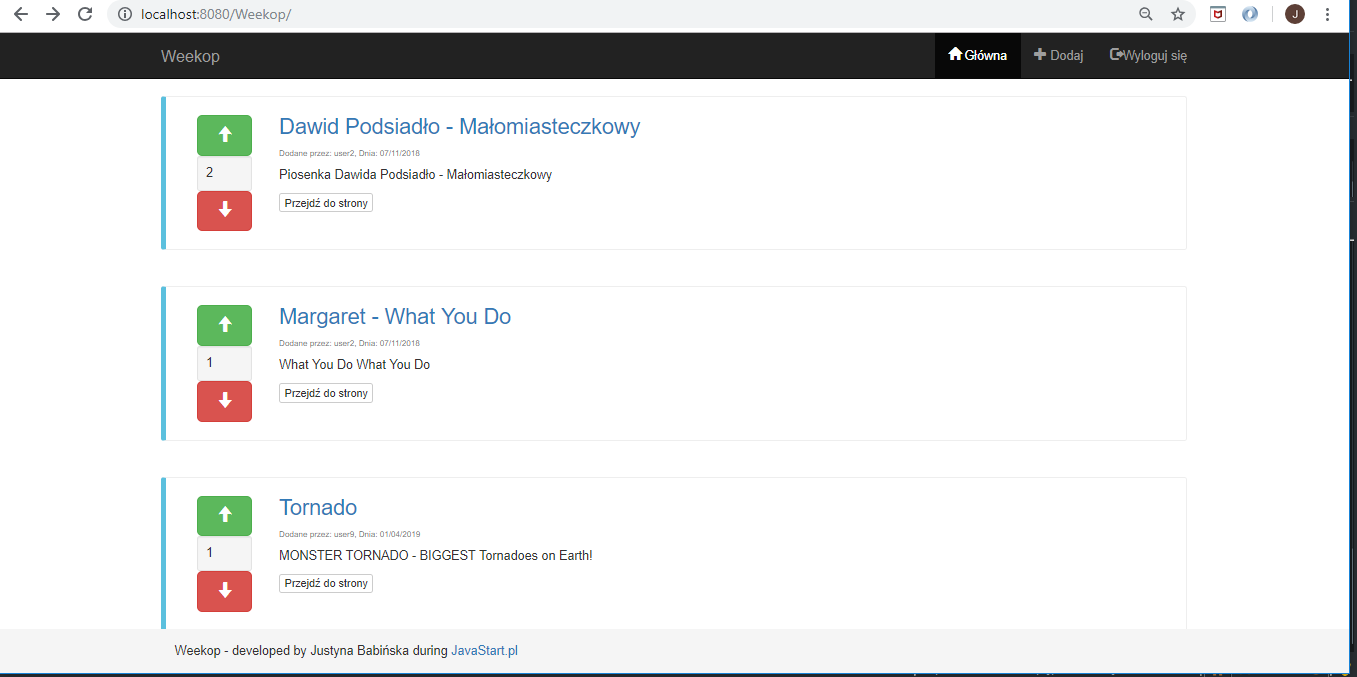 localhost:8080/Weekop/
J
Weekop Główna Dodaj Wyloguj się
Dawid Podsiadło - Małomiasteczkowy
Dodane przez: user2, Dnia: 07/11/2018
2
Piosenka Dawida Podsiadło - Małomiasteczkowy
Przejdź do strony
Margaret - What You Do
Dodane przez: user2, Dnia: 07/11/2018
1
What You Do What You Do
Przejdź do strony
Tornado
Dodane przez: user9, Dnia: 01/04/2019
1
MONSTER TORNADO - BIGGEST Tornadoes on Earth!
Przejdź do strony
Weekop - developed by Justyna Babińska during JavaStart.pl